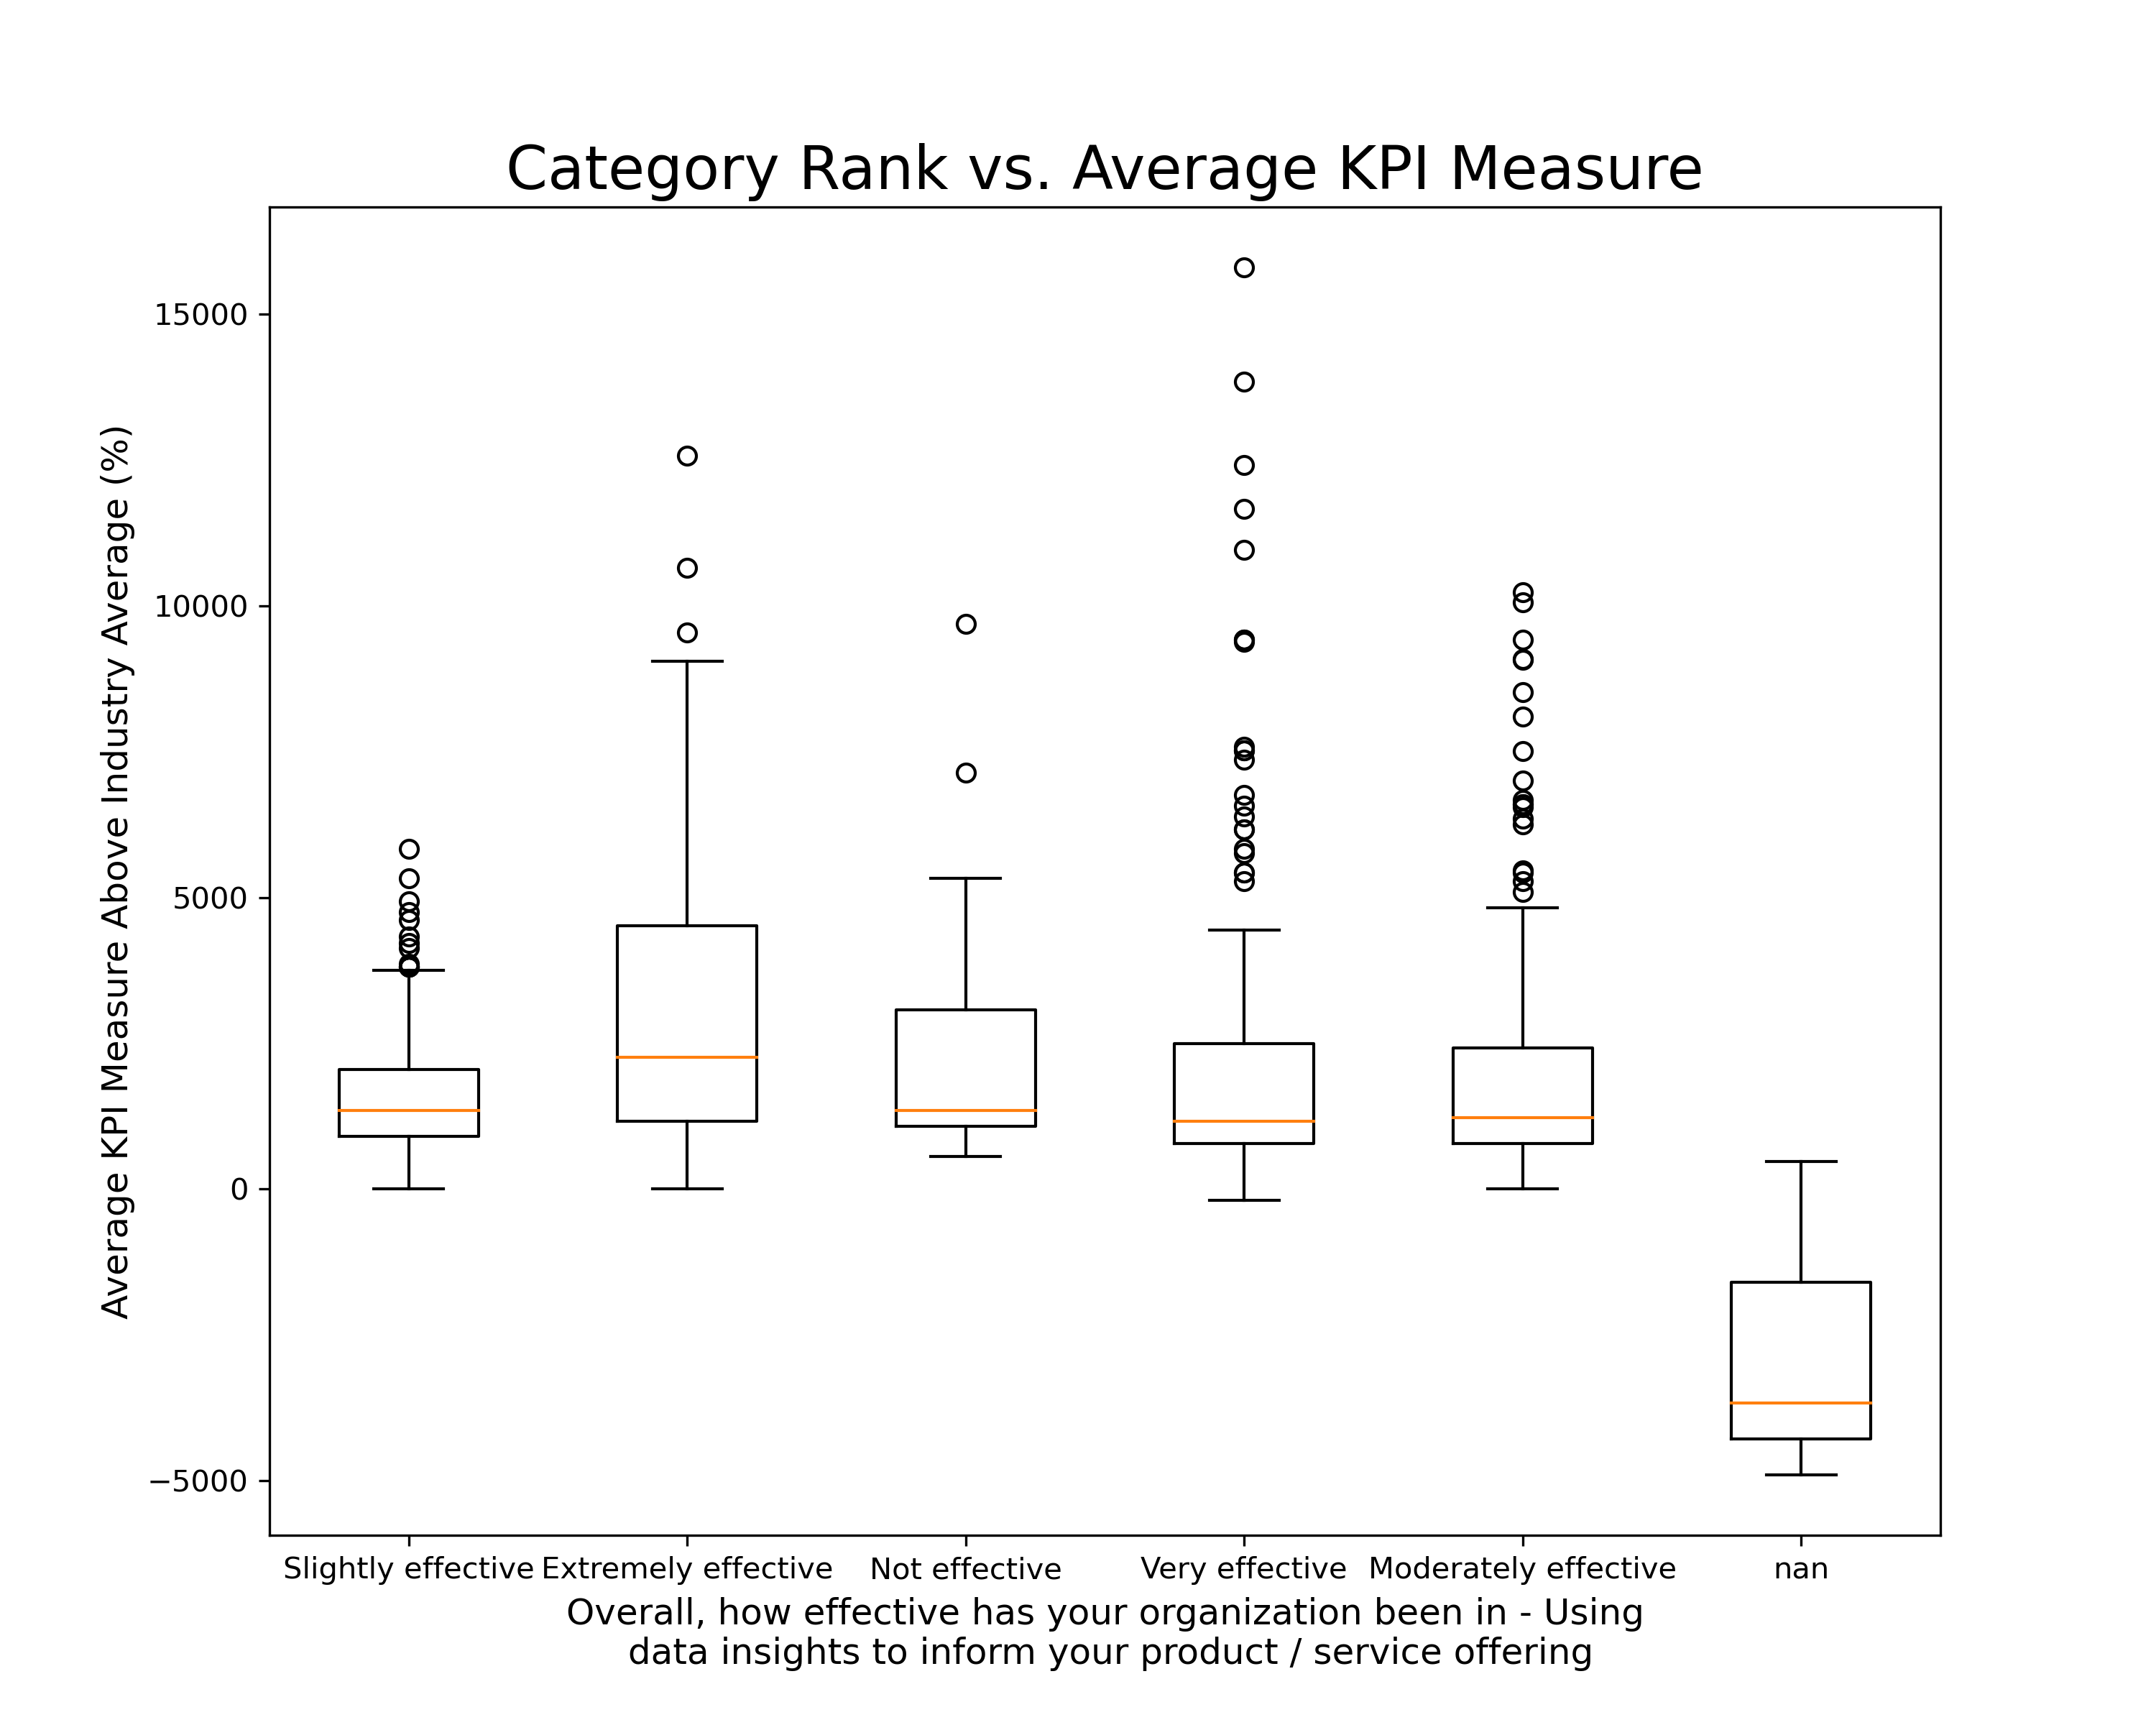 Category Rank vs. Average KPI Measure
Average KPI Measure Above Industry Average (%)
15000
10000
5000
0
−5000
Slightly effective
Extremely effective
Not effective
Very effective
Moderately effective
nan
Overall, how effective has your organization been in - Using
data insights to inform your product / service offering